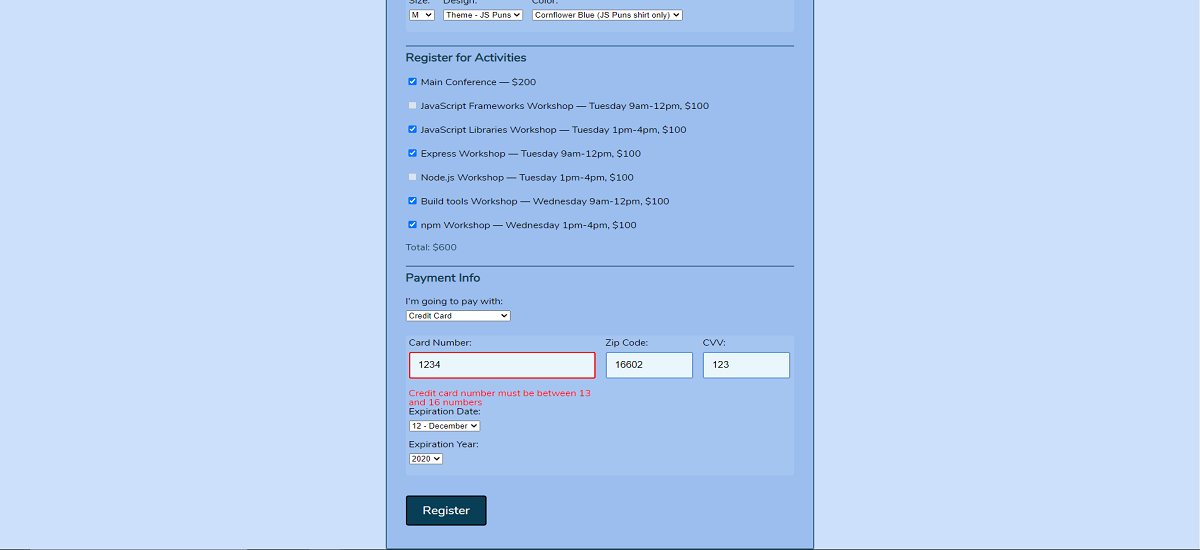 Size: Design: Color:
M Theme - JS Puns Cornflower Blue (JS Puns shirt only)
Register for Activities
Main Conference — $200
JavaScript Frameworks Workshop — Tuesday 9am-12pm, $100
JavaScript Libraries Workshop — Tuesday 1pm-4pm, $100
Express Workshop — Tuesday 9am-12pm, $100
Node.js Workshop — Tuesday 1pm-4pm, $100
Build tools Workshop — Wednesday 9am-12pm, $100
npm Workshop — Wednesday 1pm-4pm, $100
Total: $600
Payment Info
I'm going to pay with:
Credit Card
Card Number: Zip Code: CVV:
1234 16602 123
Credit card number must be between 13
and 16 numbers
Expiration Date:
12 - December
Expiration Year:
2020
Register